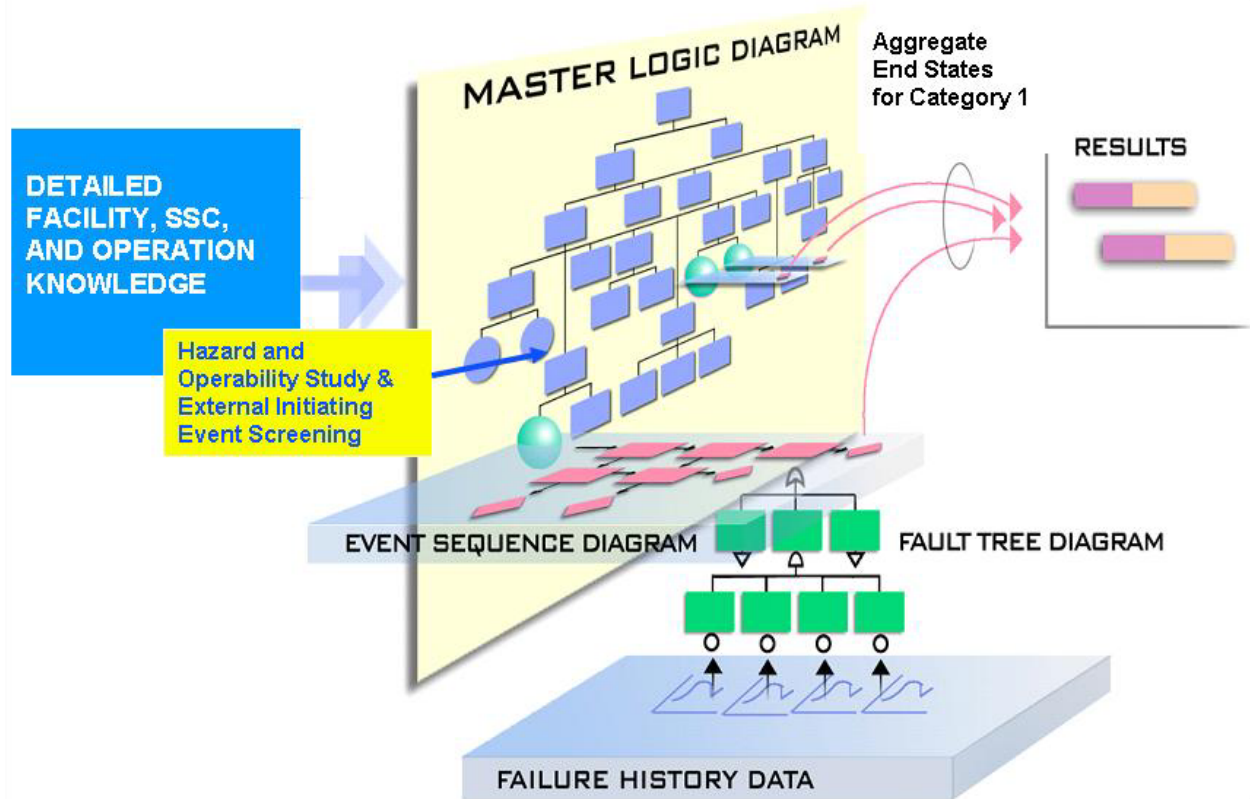 MASTER LOGIC DIAGRAM
Aggregate
End States
for Category 1
DETAILED
FACILITY, SSC,
AND OPERATION
KNOWLEDGE
RESULTS
Hazard and
Operability Study &
External Initiating
Event Screening
EVENT SEQUENCE DIAGRAM
FAULT TREE DIAGRAM
FAILURE HISTORY DATA